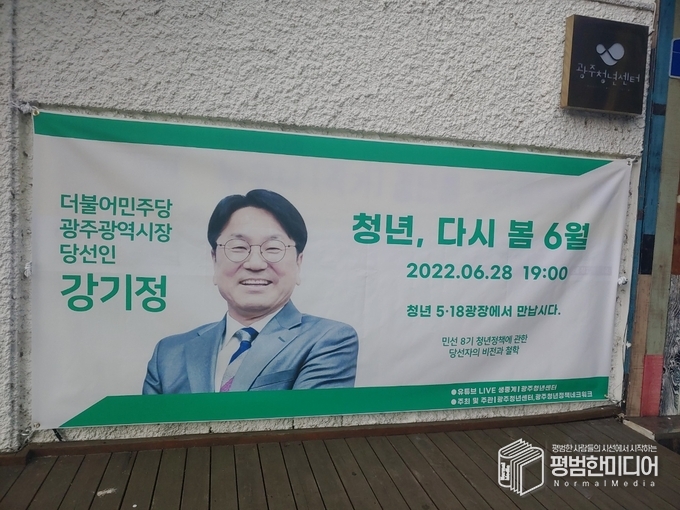 광주청년센터
더불어민주당
광주광역시장
당선인
강기정
청년, 다시 봄 6월
2022.06.28 19:00
청년 5·18광장에서 만납시다.
민선 8기 청년정책에 관한
당선자의 비전과 철학
●유튜브 LIVE 생중계 | 광주청년센터
●주최 및 주관 | 광주청년센터, 광주청년정책네크워크
평범한 사람들의 시선에서 시작하는
평범한미디어
NormalMedia